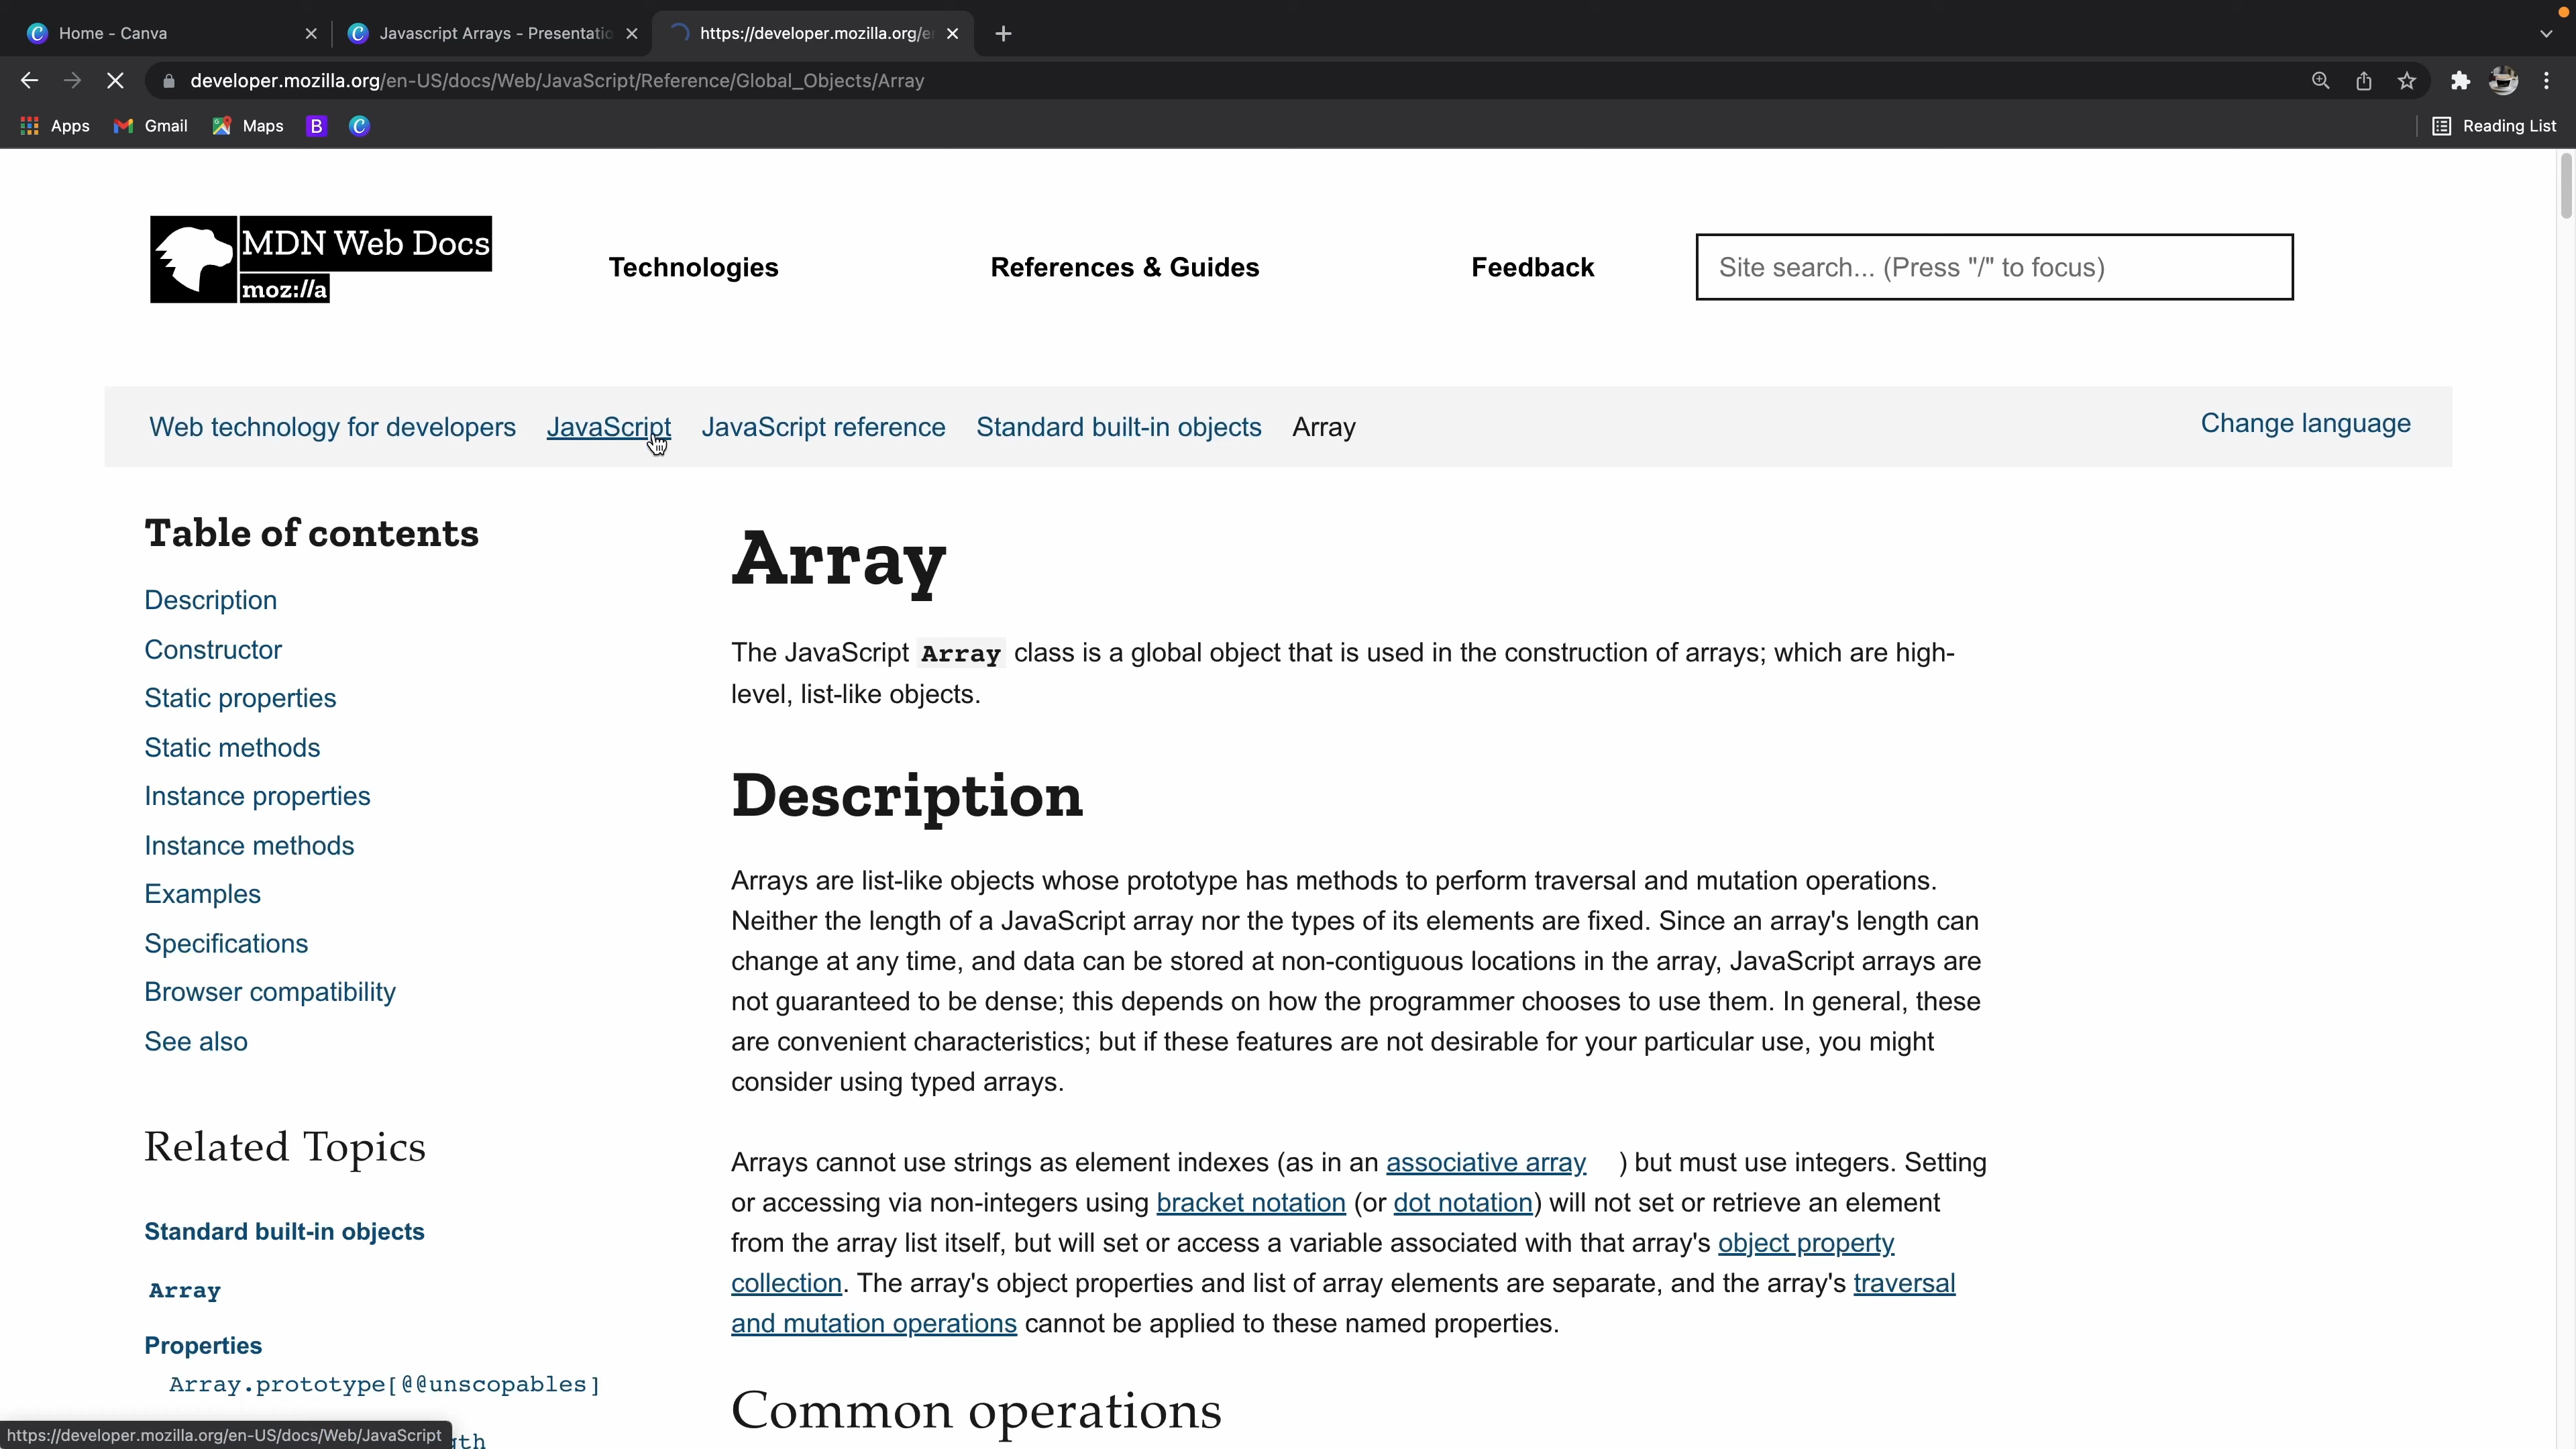 Home - Canva
Javascript Arrays - Presentatio
https://developer.mozilla.org/e
developer.mozilla.org/en-US/docs/Web/JavaScript/Reference/Global_Objects/Array
Apps
Gmail
Maps
B
Reading List
MDN Web Docs
moz://a
Technologies
References & Guides
Feedback
Site search... (Press "/" to focus)
Web technology for developers JavaScript JavaScript reference Standard built-in objects Array
Change language
Table of contents
Description
Constructor
Static properties
Static methods
Instance properties
Instance methods
Examples
Specifications
Browser compatibility
See also
Related Topics
Standard built-in objects
Array
Properties
Array.prototype[@@unscopables]
https://developer.mozilla.org/en-US/docs/Web/JavaScript
Array
The JavaScript Array class is a global object that is used in the construction of arrays; which are high-
level, list-like objects.
Description
Arrays are list-like objects whose prototype has methods to perform traversal and mutation operations.
Neither the length of a JavaScript array nor the types of its elements are fixed. Since an array's length can
change at any time, and data can be stored at non-contiguous locations in the array, JavaScript arrays are
not guaranteed to be dense; this depends on how the programmer chooses to use them. In general, these
are convenient characteristics; but if these features are not desirable for your particular use, you might
consider using typed arrays.
Arrays cannot use strings as element indexes (as in an associative array ) but must use integers. Setting
or accessing via non-integers using bracket notation (or dot notation) will not set or retrieve an element
from the array list itself, but will set or access a variable associated with that array's object property
collection. The array's object properties and list of array elements are separate, and the array's traversal
and mutation operations cannot be applied to these named properties.
Common operations